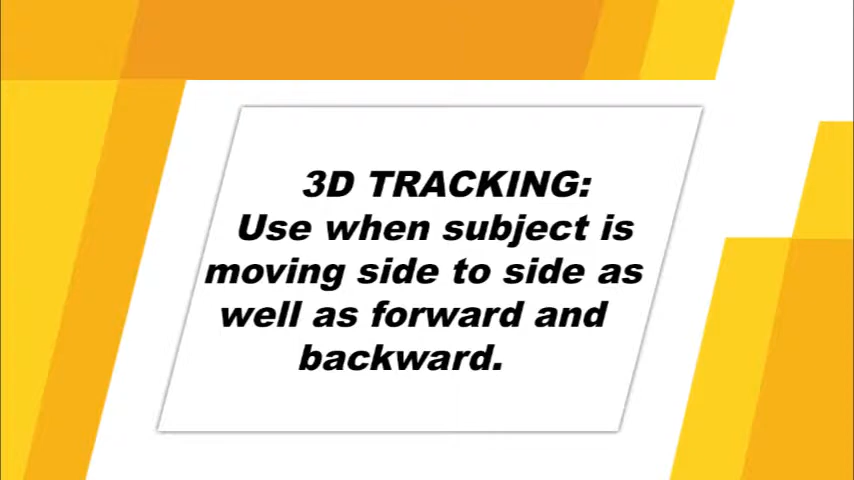 3D TRACKING:
Use when subject is
moving side to side as
well as forward and
backward.